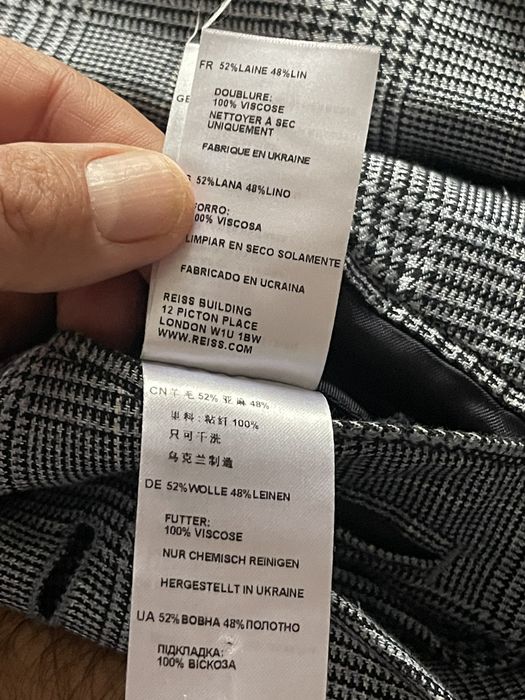 FR 52%LAINE 48%LIN
DOUBLURE:
100% VISCOSE
NETTOYER À SEC
UNIQUEMENT
FABRIQUE EN UKRAINE
GE
52%LANA 48%LINO
FORRO:
00% VISCOSA
LIMPIAR EN SECO SOLAMENTE
FABRICADO EN UCRAINA
REISS BUILDING
12 PICTON PLACE
LONDON W1U 1BW
WWW.REISS.COM
CN 羊毛 52% 亚麻 48%
里料:粘纤 100%
只可干洗
乌克兰制造
DE 52%WOLLE 48%LEINEN
FUTTER:
100% VISCOSE
NUR CHEMISCH REINIGEN
HERGESTELLT IN UKRAINE
UA 52%ВОВНА 48%ПОЛОТНО
ПІДКЛАДКА:
100% ВІСКОЗА